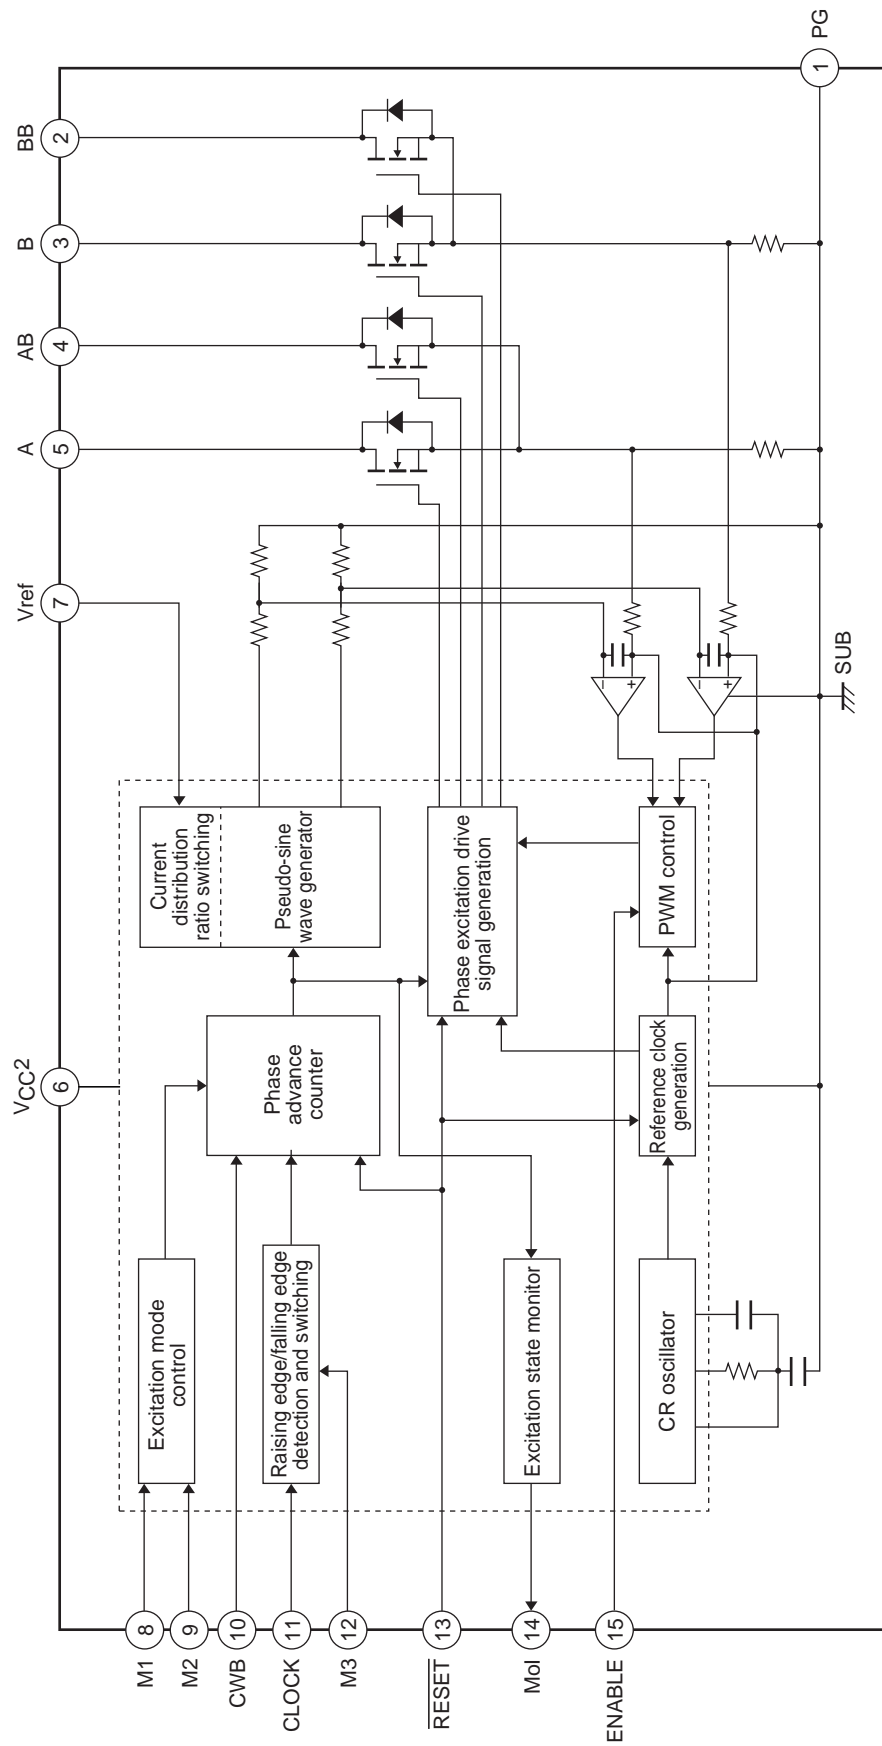 VCC2
6
Vref
7
A
5
AB
4
B
3
BB
2
PG
1
M1
8
M2
9
CWB
10
CLOCK
11
M3
12
RESET
13
MoI
14
ENABLE
15
Excitation mode
control
Phase
advance
counter
Current
distribution
ratio switching
Pseudo-sine
wave generator
Raising edge/falling edge
detection and switching
Phase excitation drive
signal generation
Excitation state monitor
CR oscillator
Reference clock
generation
PWM control
–
+
–
+
SUB